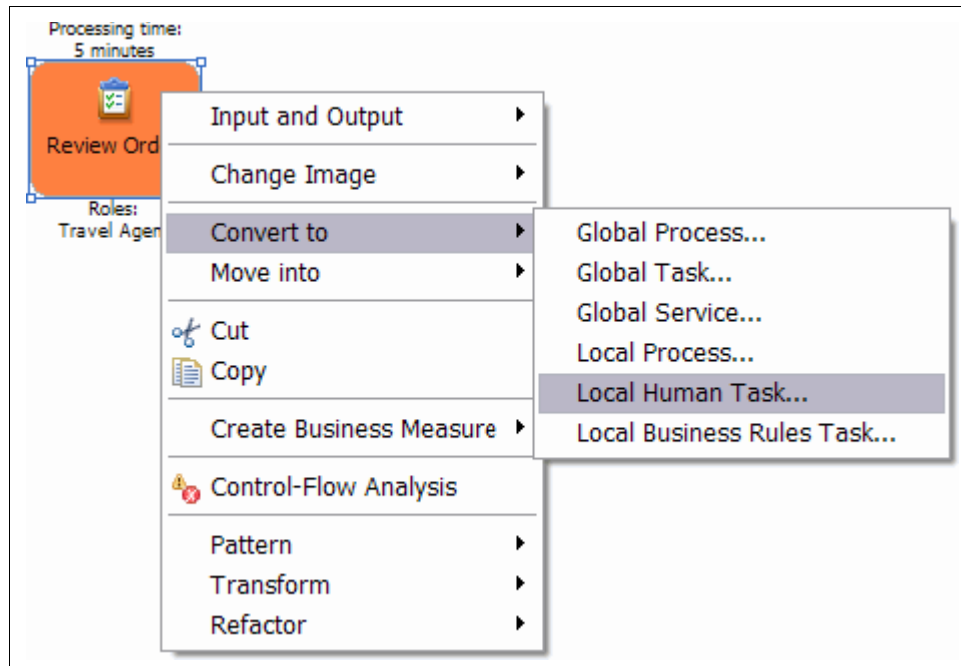 Processing time:
5 minutes
Review Ord
Roles:
Travel Agen
Input and Output
Change Image
Convert to
Move into
Cut
Copy
Create Business Measure
Control-Flow Analysis
Pattern
Transform
Refactor
Global Process...
Global Task...
Global Service...
Local Process...
Local Human Task...
Local Business Rules Task...